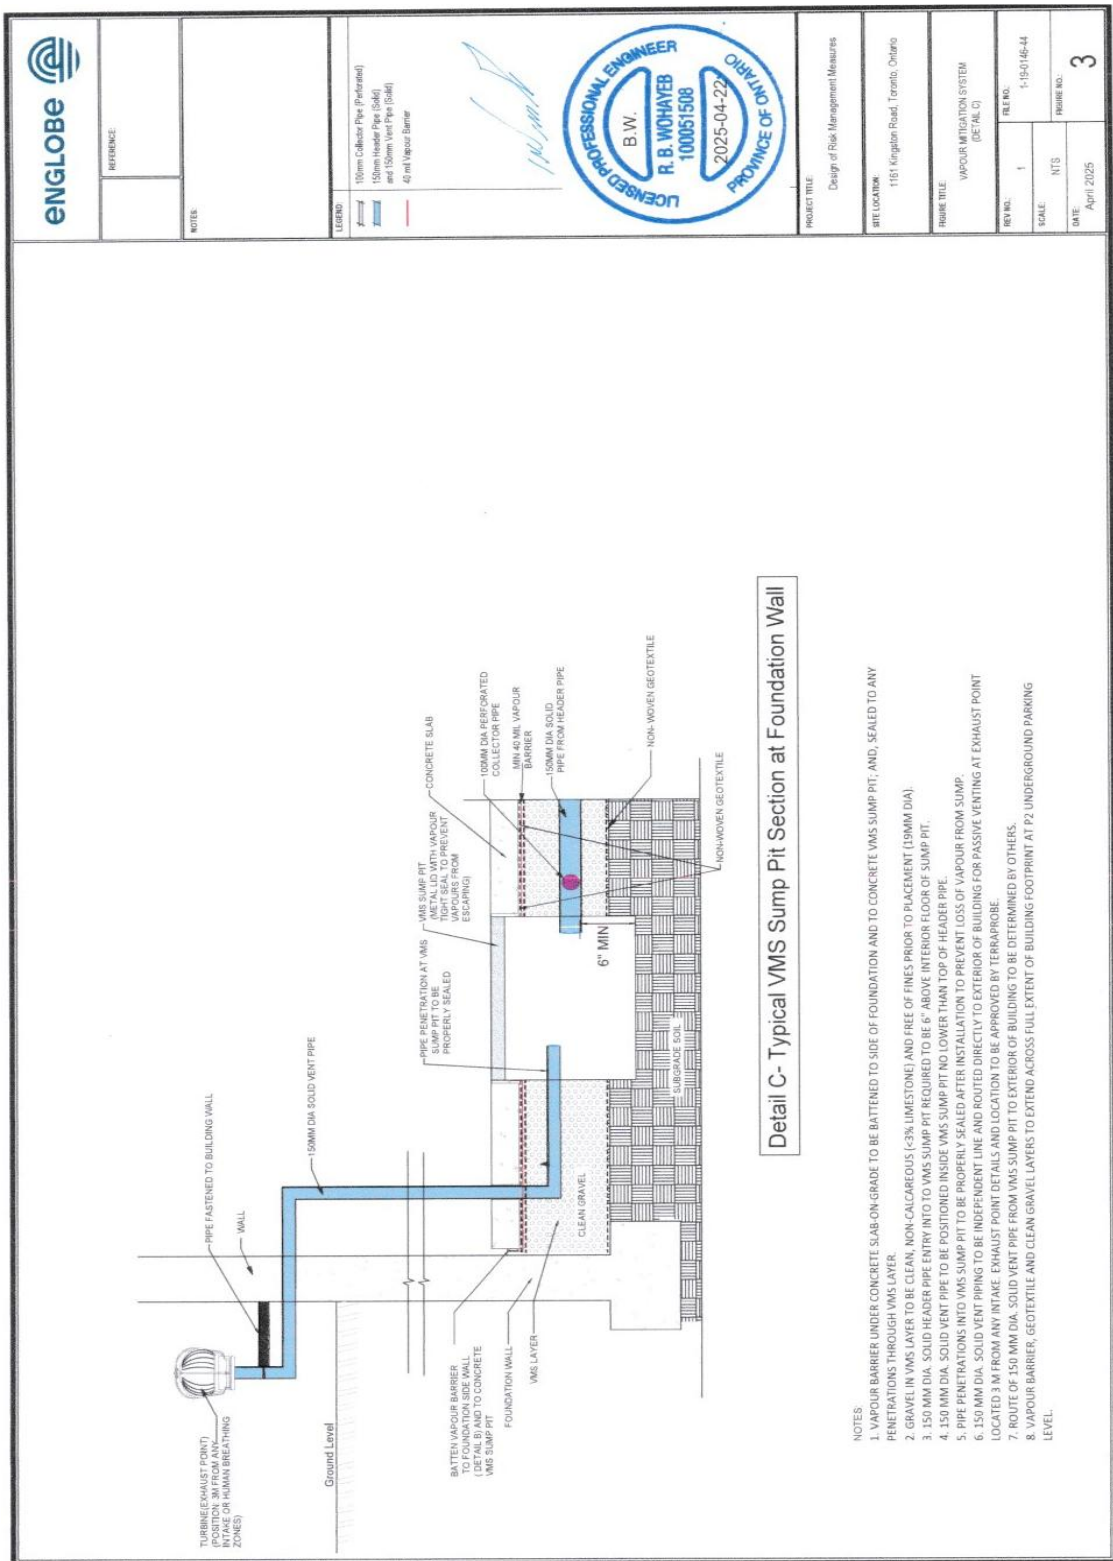 ENGLOBE
REFERENCE:
NOTES:
LEGEND:
100mm Collector Pipe (Perforated)
150mm Header Pipe (Solid)
and 150mm Vent Pipe (Solid)
40 mil Vapour Barrier
LICENSED PROFESSIONAL ENGINEER
B.W.
R. B. WOHAYEB
100051508
2025-04-22
PROVINCE OF ONTARIO
PROJECT TITLE:
Design of Risk Management Measures
SITE LOCATION:
1161 Kingston Road, Toronto, Ontario
FIGURE TITLE:
VAPOUR MITIGATION SYSTEM
(DETAIL C)
REV NO.
1
FILE NO.
1-19-0146-44
SCALE:
NTS
FIGURE NO.:
3
DATE:
April 2025
TURBINE(EXHAUST POINT)
(POSITION: 3M FROM ANY
INTAKE OR HUMAN BREATHING
ZONES)
PIPE FASTENED TO BUILDING WALL
WALL
150MM DIA SOLID VENT PIPE
Ground Level
PIPE PENETRATION AT VMS
SUMP PIT TO BE
PROPERLY SEALED
VMS SUMP PIT
(METAL LID WITH VAPOUR
TIGHT SEAL TO PREVENT
VAPOURS FROM
ESCAPING)
CONCRETE SLAB
100MM DIA PERFORATED
COLLECTOR PIPE
MIN 40 MIL VAPOUR
BARRIER
150MM DIA SOLID
PIPE FROM HEADER PIPE
NON-WOVEN GEOTEXTILE
BATTEN VAPOUR BARRIER
TO FOUNDATION SIDE WALL
( DETAIL B) AND TO CONCRETE
VMS SUMP PIT
FOUNDATION WALL
VMS LAYER
CLEAN GRAVEL
6" MIN
SUBGRADE SOIL
NON-WOVEN GEOTEXTILE
Detail C- Typical VMS Sump Pit Section at Foundation Wall
NOTES
1. VAPOUR BARRIER UNDER CONCRETE SLAB-ON-GRADE TO BE BATTENED TO SIDE OF FOUNDATION AND TO CONCRETE VMS SUMP PIT; AND, SEALED TO ANY
PENETRATIONS THROUGH VMS LAYER.
2. GRAVEL IN VMS LAYER TO BE CLEAN, NON-CALCAREOUS (<3% LIMESTONE) AND FREE OF FINES PRIOR TO PLACEMENT (19MM DIA).
3. 150 MM DIA. SOLID HEADER PIPE ENTRY INTO TO VMS SUMP PIT REQUIRED TO BE 6" ABOVE INTERIOR FLOOR OF SUMP PIT.
4. 150 MM DIA. SOLID VENT PIPE TO BE POSITIONED INSIDE VMS SUMP PIT NO LOWER THAN TOP OF HEADER PIPE.
5. PIPE PENETRATIONS INTO VMS SUMP PIT TO BE PROPERLY SEALED AFTER INSTALLATION TO PREVENT LOSS OF VAPOUR FROM SUMP.
6. 150 MM DIA. SOLID VENT PIPING TO BE INDEPENDENT LINE AND ROUTED DIRECTLY TO EXTERIOR OF BUILDING FOR PASSIVE VENTING AT EXHAUST POINT
LOCATED 3 M FROM ANY INTAKE. EXHAUST POINT DETAILS AND LOCATION TO BE APPROVED BY TERRAPROBE.
7. ROUTE OF 150 MM DIA. SOLID VENT PIPE FROM VMS SUMP PIT TO EXTERIOR OF BUILDING TO BE DETERMINED BY OTHERS.
8. VAPOUR BARRIER, GEOTEXTILE AND CLEAN GRAVEL LAYERS TO EXTEND ACROSS FULL EXTENT OF BUILDING FOOTPRINT AT P2 UNDERGROUND PARKING
LEVEL.